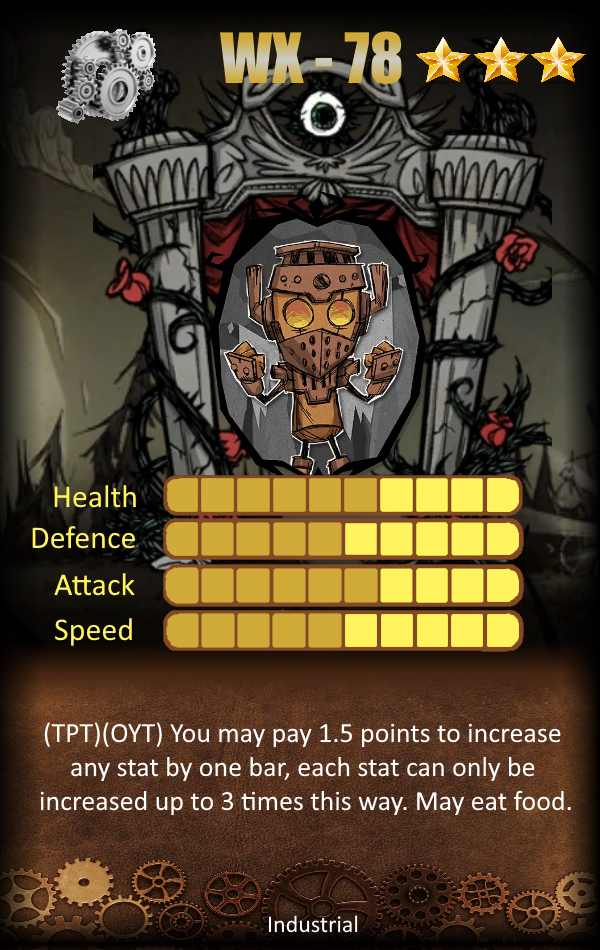 WX - 78
Health
Defence
Attack
Speed
(TPT)(OYT) You may pay 1.5 points to increase
any stat by one bar, each stat can only be
increased up to 3 times this way. May eat food.
Industrial